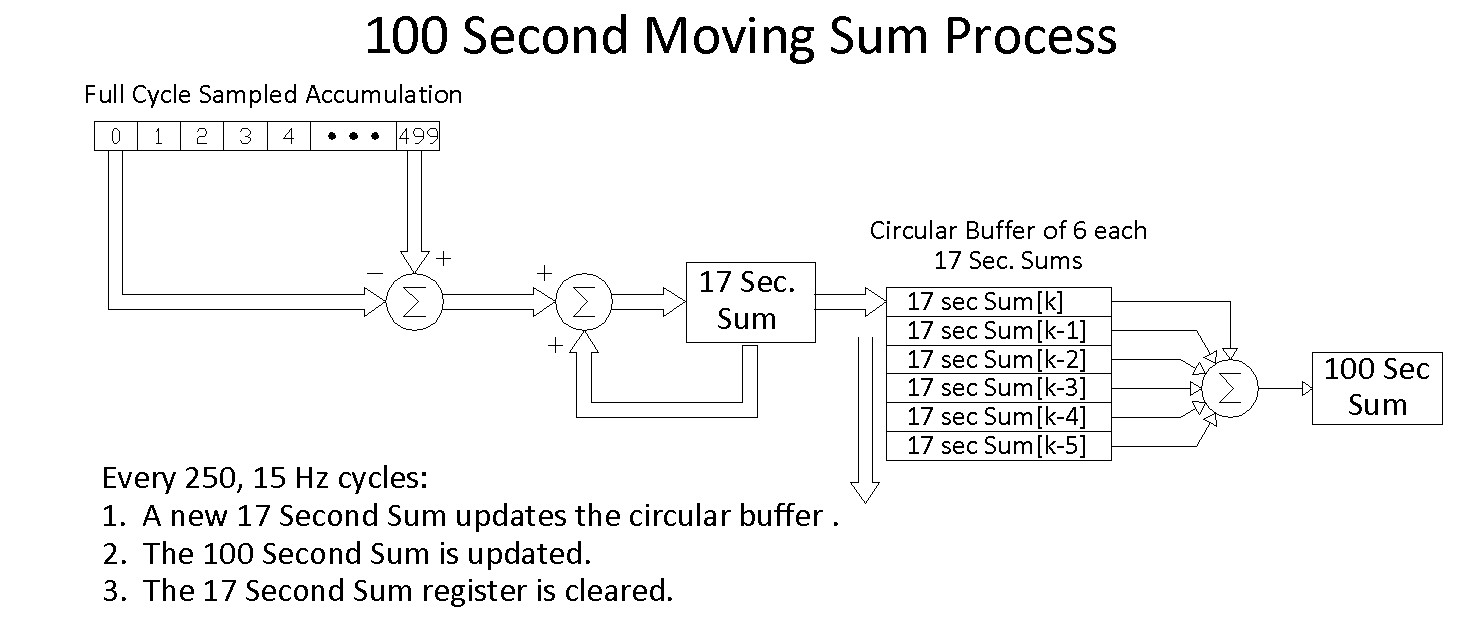 100 Second Moving Sum Process
Full Cycle Sampled Accumulation
0 1 2 3 4 • • • 499
− +
Σ
+
Σ
+
17 Sec.
Sum
Circular Buffer of 6 each
17 Sec. Sums
17 sec Sum[k]
17 sec Sum[k-1]
17 sec Sum[k-2]
17 sec Sum[k-3]
17 sec Sum[k-4]
17 sec Sum[k-5]
Σ
100 Sec
Sum
Every 250, 15 Hz cycles:
1. A new 17 Second Sum updates the circular buffer .
2. The 100 Second Sum is updated.
3. The 17 Second Sum register is cleared.